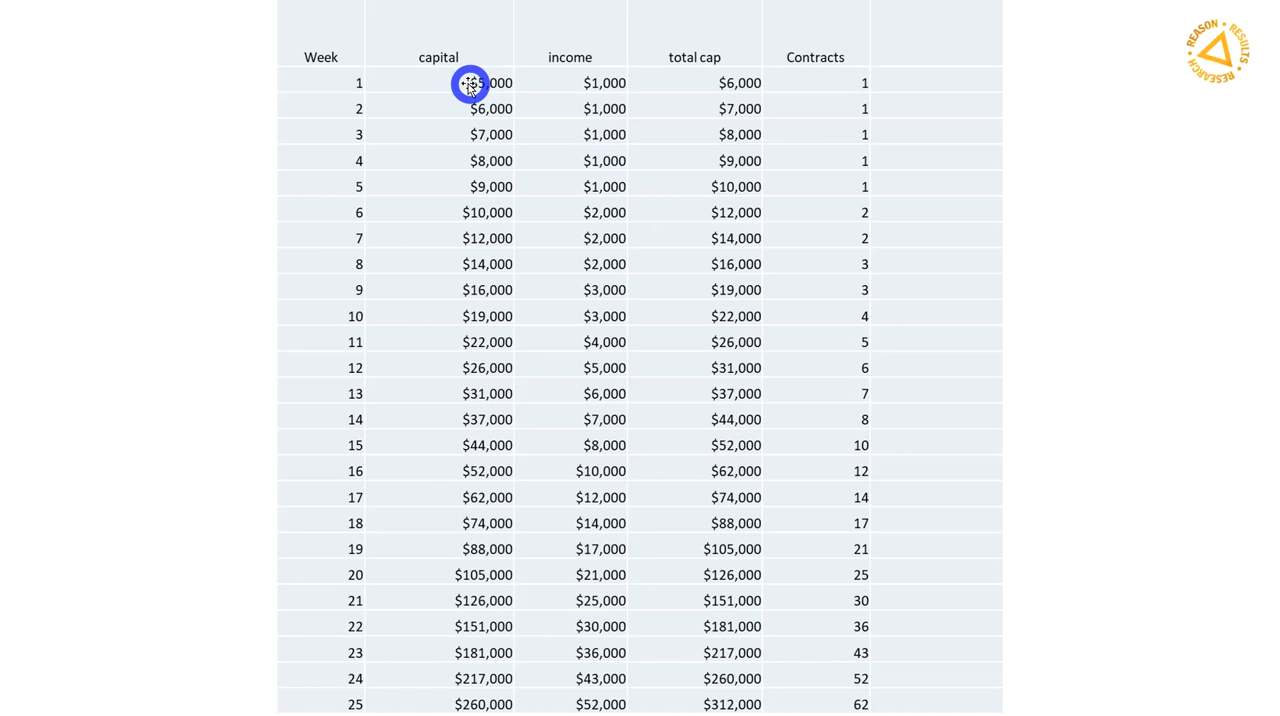 REASON • RESULTS • RESEARCH •
Week capital income total cap Contracts
1 $5,000 $1,000 $6,000 1
2 $6,000 $1,000 $7,000 1
3 $7,000 $1,000 $8,000 1
4 $8,000 $1,000 $9,000 1
5 $9,000 $1,000 $10,000 1
6 $10,000 $2,000 $12,000 2
7 $12,000 $2,000 $14,000 2
8 $14,000 $2,000 $16,000 3
9 $16,000 $3,000 $19,000 3
10 $19,000 $3,000 $22,000 4
11 $22,000 $4,000 $26,000 5
12 $26,000 $5,000 $31,000 6
13 $31,000 $6,000 $37,000 7
14 $37,000 $7,000 $44,000 8
15 $44,000 $8,000 $52,000 10
16 $52,000 $10,000 $62,000 12
17 $62,000 $12,000 $74,000 14
18 $74,000 $14,000 $88,000 17
19 $88,000 $17,000 $105,000 21
20 $105,000 $21,000 $126,000 25
21 $126,000 $25,000 $151,000 30
22 $151,000 $30,000 $181,000 36
23 $181,000 $36,000 $217,000 43
24 $217,000 $43,000 $260,000 52
25 $260,000 $52,000 $312,000 62